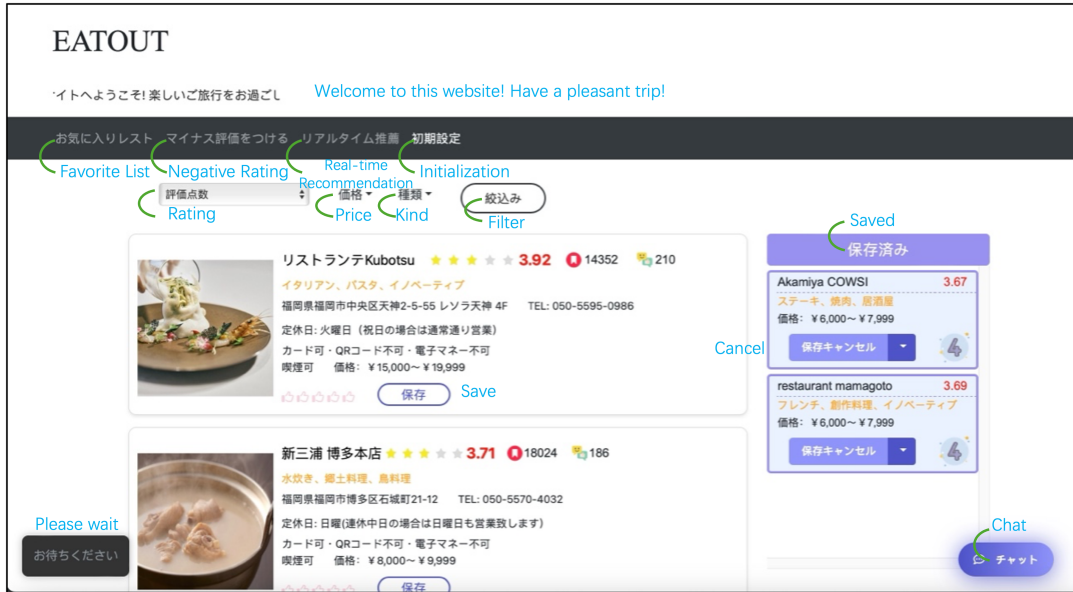 EATOUT
イトへようこそ! 楽しいご旅行をお過ごし
Welcome to this website! Have a pleasant trip!
お気に入りリスト マイナス評価をつける リアルタイム推薦 初期設定
Favorite List Negative Rating Real-time Recommendation Initialization
評価点数 価格 種類 絞込み
Rating Price Kind Filter
Saved
保存済み
リストランテKubotsu 3.92 14352 210
イタリアン、パスタ、イノベーティブ
福岡県福岡市中央区天神2-5-55 レソラ天神 4F TEL: 050-5595-0986
定休日: 火曜日（祝日の場合は通常通り営業）
カード可・QRコード不可・電子マネー不可
喫煙可 価格: ￥15,000～￥19,999
保存 Save
Akamiya COWSI 3.67
ステーキ、焼肉、居酒屋
価格: ￥6,000～￥7,999
Cancel 保存キャンセル 4
restaurant mamagoto 3.69
フレンチ、創作料理、イノベーティブ
価格: ￥6,000～￥7,999
保存キャンセル 4
新三浦 博多本店 3.71 18024 186
水炊き、郷土料理、鳥料理
福岡県福岡市博多区石城町21-12 TEL: 050-5570-4032
定休日: 日曜(連休中日の場合は日曜日も営業致します)
カード可・QRコード不可・電子マネー不可
喫煙可 価格: ￥8,000～￥9,999
保存
Please wait
お待ちください
Chat
チャット